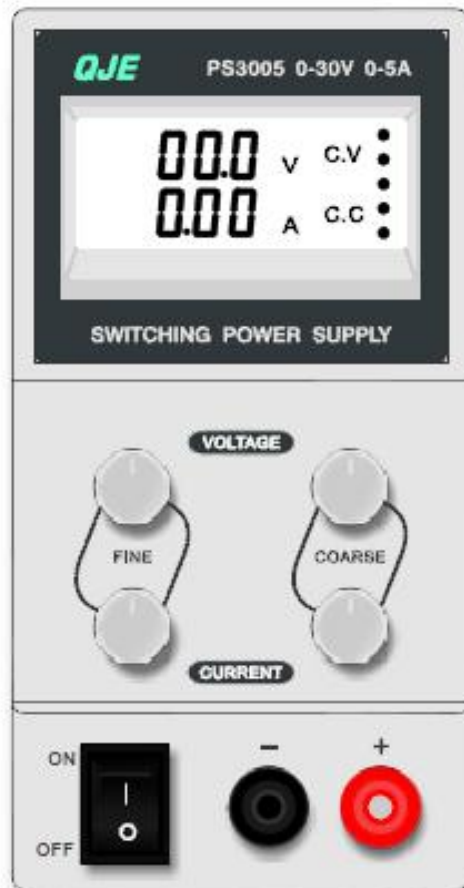 QJE PS3005 0-30V 0-5A
00.0 V C.V
0.00 A C.C
SWITCHING POWER SUPPLY
VOLTAGE
FINE COARSE
CURRENT
ON - +
OFF